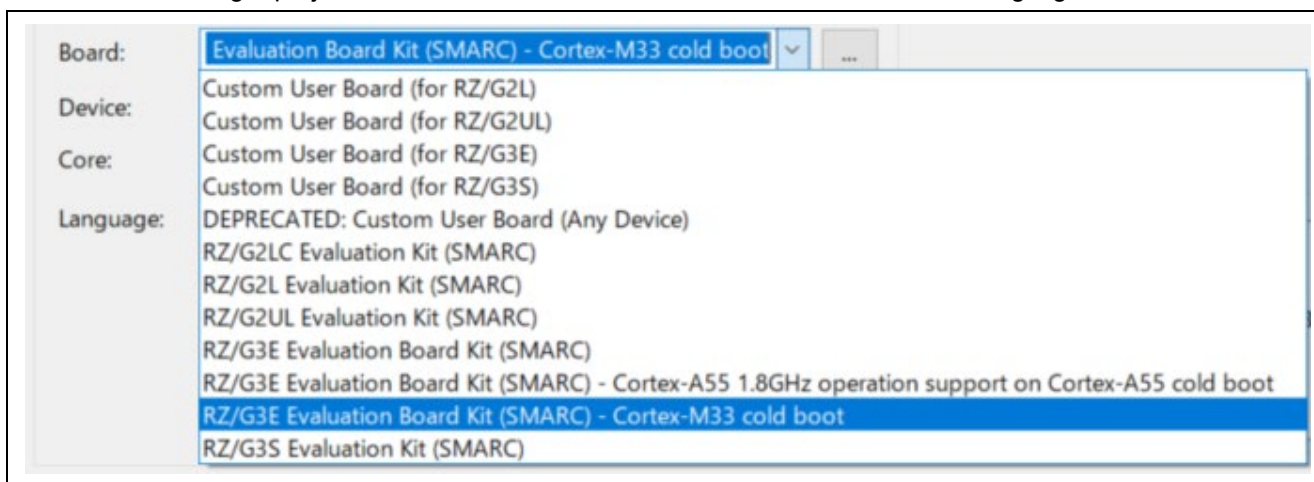 Board:
Evaluation Board Kit (SMARC) - Cortex-M33 cold boot
...
Custom User Board (for RZ/G2L)
Device:
Custom User Board (for RZ/G2UL)
Core:
Custom User Board (for RZ/G3E)
Custom User Board (for RZ/G3S)
Language:
DEPRECATED: Custom User Board (Any Device)
RZ/G2LC Evaluation Kit (SMARC)
RZ/G2L Evaluation Kit (SMARC)
RZ/G2UL Evaluation Kit (SMARC)
RZ/G3E Evaluation Board Kit (SMARC)
RZ/G3E Evaluation Board Kit (SMARC) - Cortex-A55 1.8GHz operation support on Cortex-A55 cold boot
RZ/G3E Evaluation Board Kit (SMARC) - Cortex-M33 cold boot
RZ/G3S Evaluation Kit (SMARC)